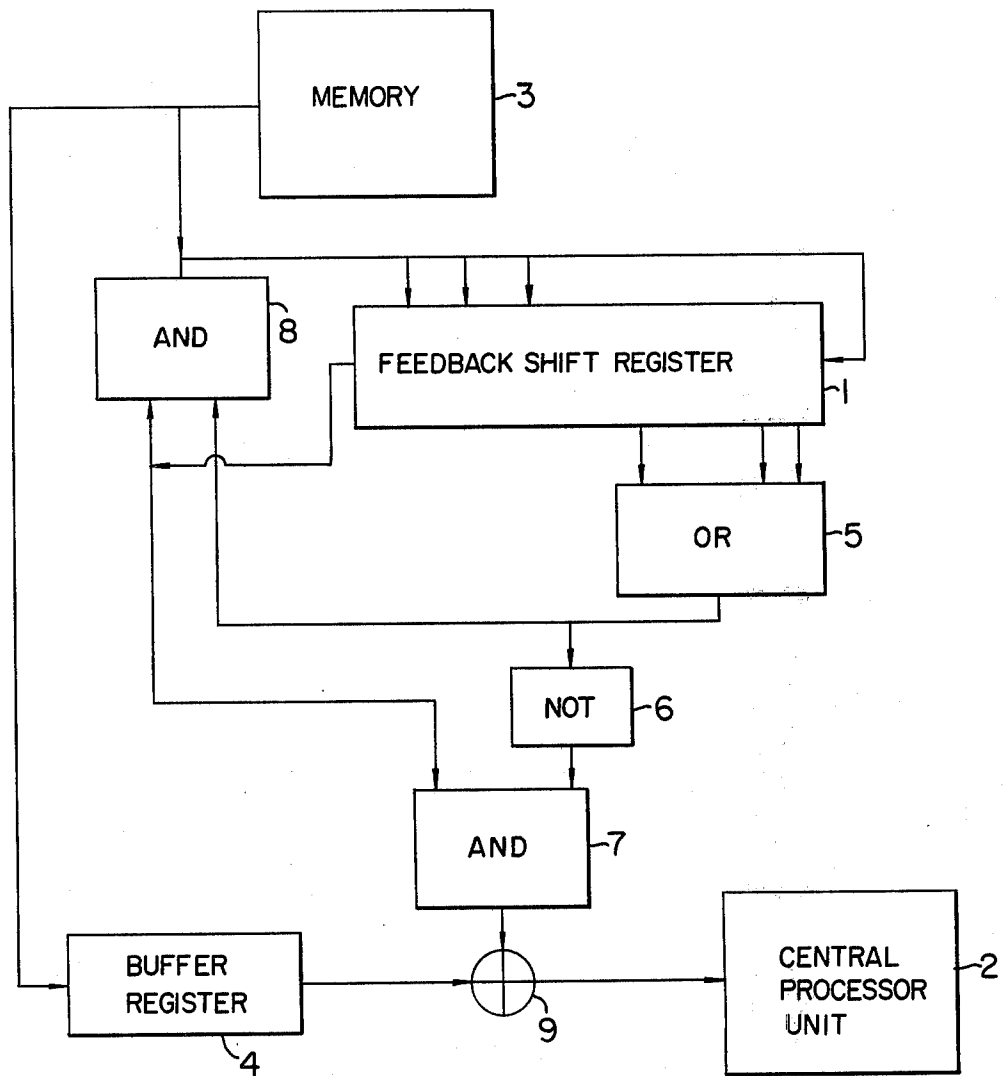 MEMORY
3
AND
8
FEEDBACK SHIFT REGISTER
1
OR
5
NOT
6
AND
7
BUFFER
REGISTER
4
9
CENTRAL
PROCESSOR
UNIT
2